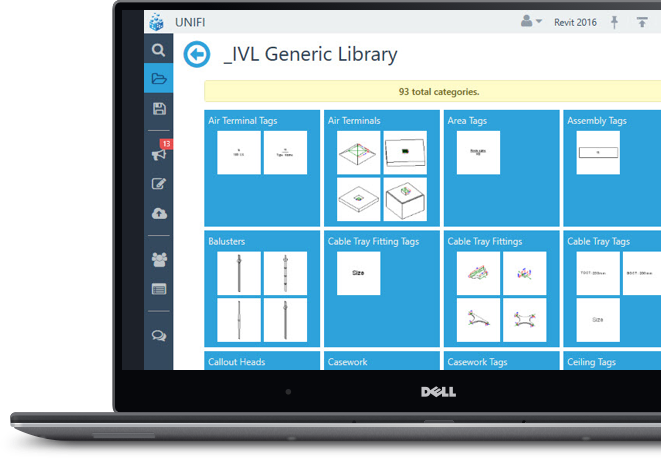 UNIFI
Revit 2016
_IVL Generic Library
93 total categories.
13
Air Terminal Tags
Air Terminals
Area Tags
Assembly Tags
Balusters
Cable Tray Fitting Tags
Cable Tray Fittings
Cable Tray Tags
Size
Size
Callout Heads
Casework
Casework Tags
Ceiling Tags
DELL